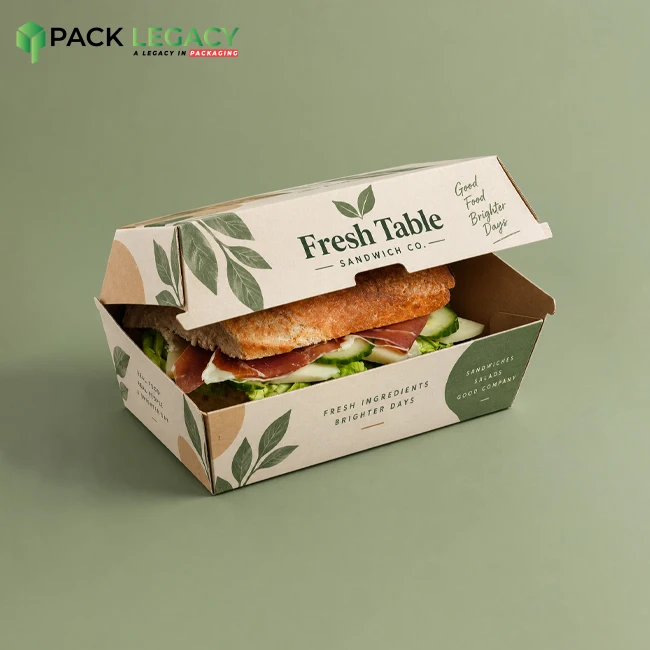 PACK LEGACY
A LEGACY IN PACKAGING
Good
Food
Brighter
Days
Fresh Table
SANDWICH CO.
FRESH INGREDIENTS
BRIGHTER DAYS
SANDWICHES
SALADS
GOOD COMPANY